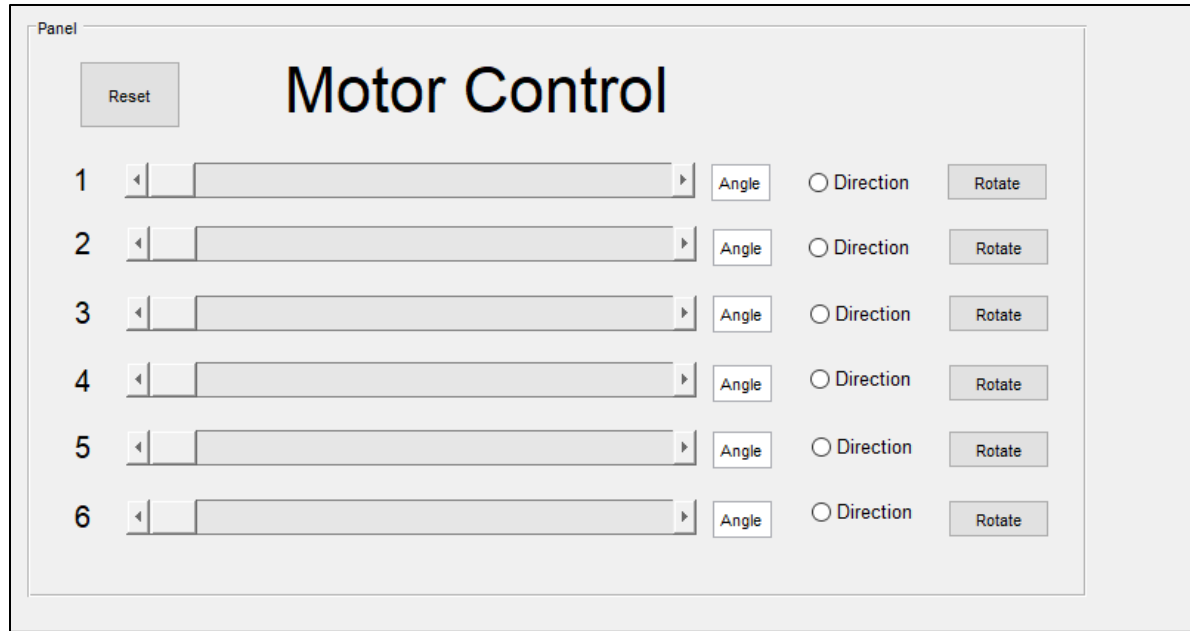 Panel
Reset Motor Control
1 Angle Direction Rotate
2 Angle Direction Rotate
3 Angle Direction Rotate
4 Angle Direction Rotate
5 Angle Direction Rotate
6 Angle Direction Rotate